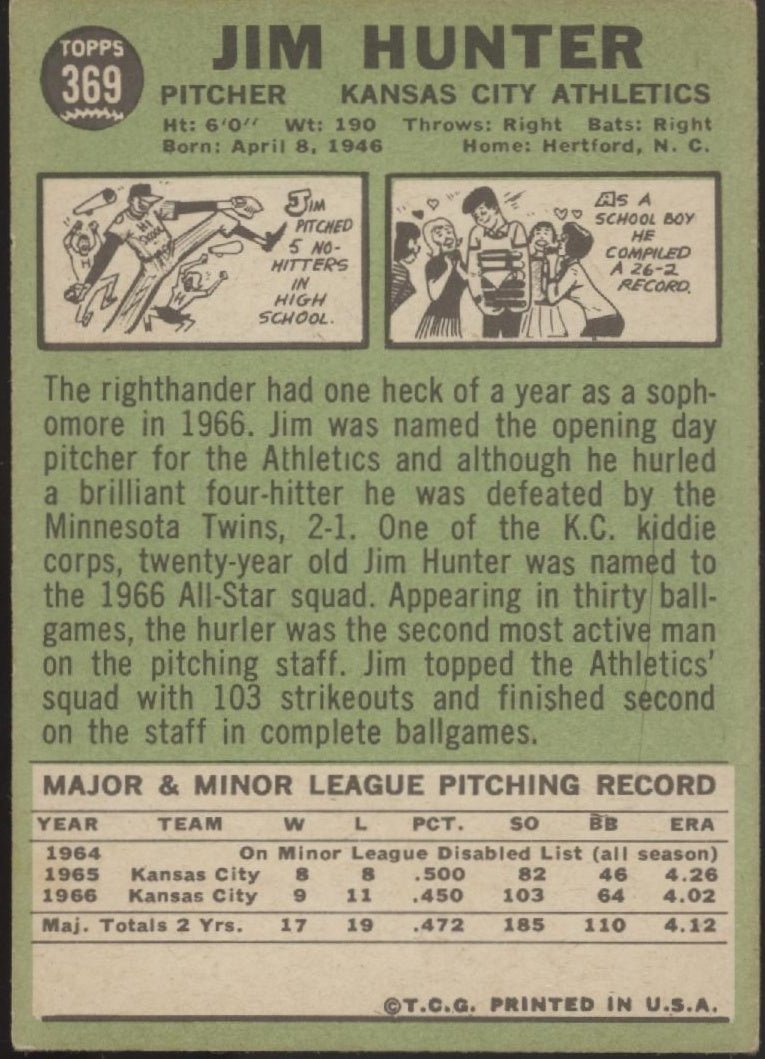 TOPPS
369
JIM HUNTER
PITCHER KANSAS CITY ATHLETICS
Ht: 6'0" Wt: 190 Throws: Right Bats: Right
Born: April 8, 1946 Home: Hertford, N. C.
HI
SCHOOL
H
H
JIM
PITCHED
5 NO-
HITTERS
IN
HIGH
SCHOOL.
AS A
SCHOOL BOY
HE
COMPILED
A 26-2
RECORD.
The righthander had one heck of a year as a soph-
omore in 1966. Jim was named the opening day
pitcher for the Athletics and although he hurled
a brilliant four-hitter he was defeated by the
Minnesota Twins, 2-1. One of the K.C. kiddie
corps, twenty-year old Jim Hunter was named to
the 1966 All-Star squad. Appearing in thirty ball-
games, the hurler was the second most active man
on the pitching staff. Jim topped the Athletics'
squad with 103 strikeouts and finished second
on the staff in complete ballgames.
MAJOR & MINOR LEAGUE PITCHING RECORD
YEAR TEAM W L PCT. SO BB ERA
1964 On Minor League Disabled List (all season)
1965 Kansas City 8 8 .500 82 46 4.26
1966 Kansas City 9 11 .450 103 64 4.02
Maj. Totals 2 Yrs. 17 19 .472 185 110 4.12
©T.C.G. PRINTED IN U.S.A.